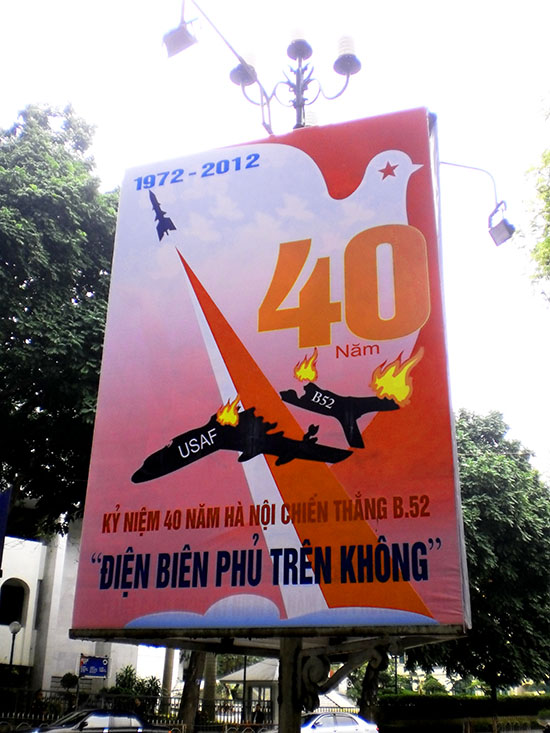 1972 - 2012
40
Năm
B52
USAF
KỶ NIỆM 40 NĂM HÀ NỘI CHIẾN THẮNG B.52
"ĐIỆN BIÊN PHỦ TRÊN KHÔNG"